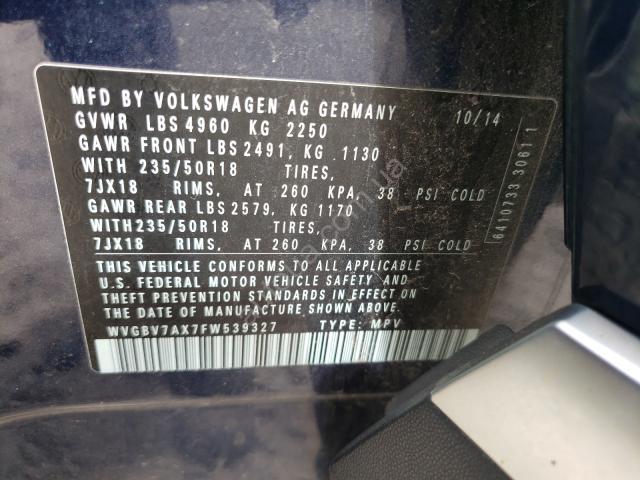 MFD BY VOLKSWAGEN AG GERMANY 10/14
GVWR LBS 4960 KG 2250
GAWR FRONT LBS 2491, KG 1130
WITH 235/50R18 TIRES,
7JX18 RIMS, AT 260 KPA, 38 PSI COLD
GAWR REAR LBS 2579, KG 1170
WITH235/50R18 TIRES,
7JX18 RIMS, AT 260 KPA, 38 PSI COLD
THIS VEHICLE CONFORMS TO ALL APPLICABLE
U.S. FEDERAL MOTOR VEHICLE SAFETY AND
THEFT PREVENTION STANDARDS IN EFFECT ON
THE DATE OF MANUFACTURE SHOWN ABOVE
WVGBV7AX7FW539327 TYPE: MPV
6410733 3061 1